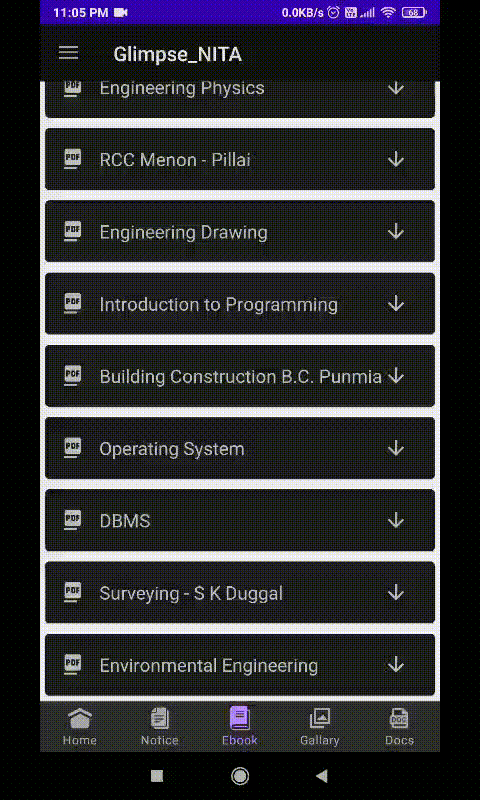 11:05 PM 0.0KB/s 68
Glimpse_NITA
PDF Engineering Physics
PDF RCC Menon - Pillai
PDF Engineering Drawing
PDF Introduction to Programming
PDF Building Construction B.C. Punmia
PDF Operating System
PDF DBMS
PDF Surveying - S K Duggal
PDF Environmental Engineering
DOC
Home Notice Ebook Gallary Docs